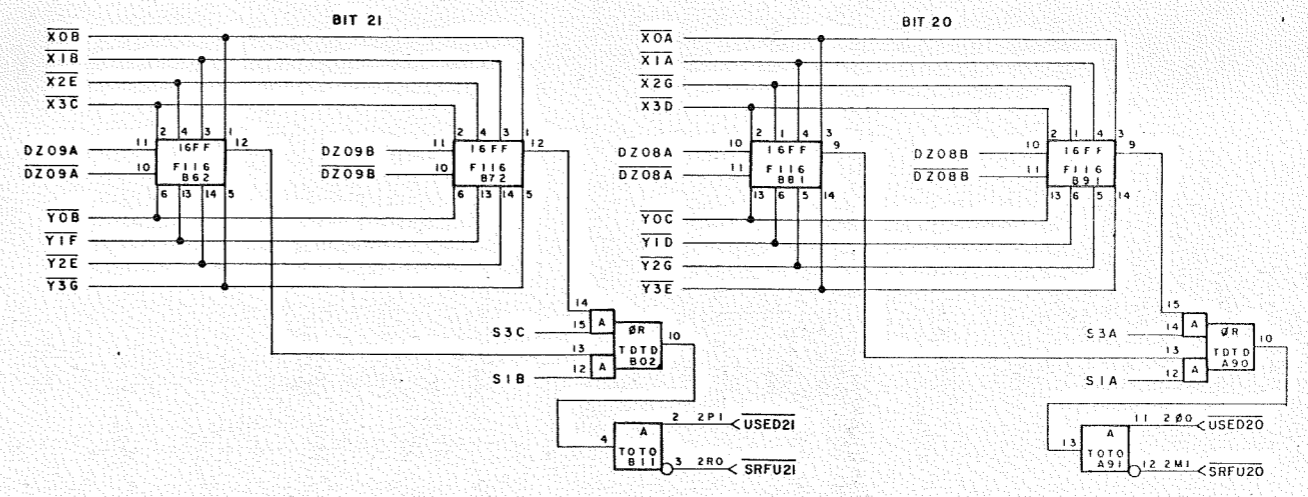 BIT 21
X0B
X1B
X2E
X3C
2 4 3 1
11 16FF 12
DZ09A
F116
B62
10
DZ09A
6 13 14 5
2 4 3 1
11 16FF 12
DZ09B
F116
B72
10
DZ09B
6 13 14 5
Y0B
Y1F
Y2E
Y3G
14
A
ØR
15
S3C
10
13
TDTD
B02
A
12
S1B
A
2 2P1 USED21
4
TOTO
B11
3 2R0 SRFU21
BIT 20
X0A
X1A
X2G
X3D
2 1 4 3
10 16FF 9
DZ08A
F116
B81
11
DZ08A
13 6 5 14
2 1 4 3
10 16FF 9
DZ08B
F116
B91
11
DZ08B
13 6 5 14
Y0C
Y1D
Y2G
Y3E
15
A
ØR
14
S3A
10
13
TDTD
A90
A
12
S1A
A
11 2Ø0 USED20
13
TOTO
A91
12 2M1 SRFU20